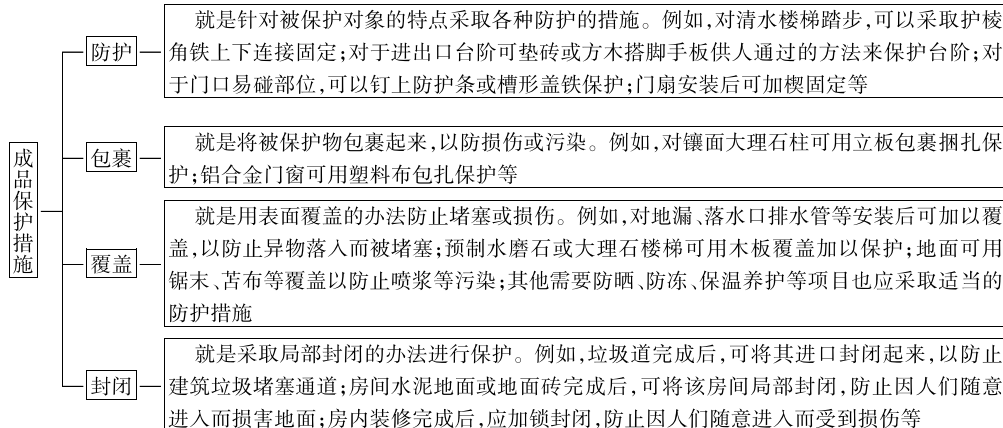 成品保护措施
防护
就是针对被保护对象的特点采取各种防护的措施。例如,对清水楼梯踏步,可以采取护棱
角铁上下连接固定;对于进出口台阶可垫砖或方木搭脚手板供人通过的方法来保护台阶;对
于门口易碰部位,可以钉上防护条或槽形盖铁保护;门扇安装后可加楔固定等
包裹
就是将被保护物包裹起来,以防损伤或污染。例如,对镶面大理石柱可用立板包裹捆扎保
护;铝合金门窗可用塑料布包扎保护等
覆盖
就是用表面覆盖的办法防止堵塞或损伤。例如,对地漏、落水口排水管等安装后可加以覆
盖,以防止异物落入而被堵塞;预制水磨石或大理石楼梯可用木板覆盖加以保护;地面可用
锯末、苫布等覆盖以防止喷浆等污染;其他需要防晒、防冻、保温养护等项目也应采取适当的
防护措施
封闭
就是采取局部封闭的办法进行保护。例如,垃圾道完成后,可将其进口封闭起来,以防止
建筑垃圾堵塞通道;房间水泥地面或地面砖完成后,可将该房间局部封闭,防止因人们随意
进入而损害地面;房内装修完成后,应加锁封闭,防止因人们随意进入而受到损伤等